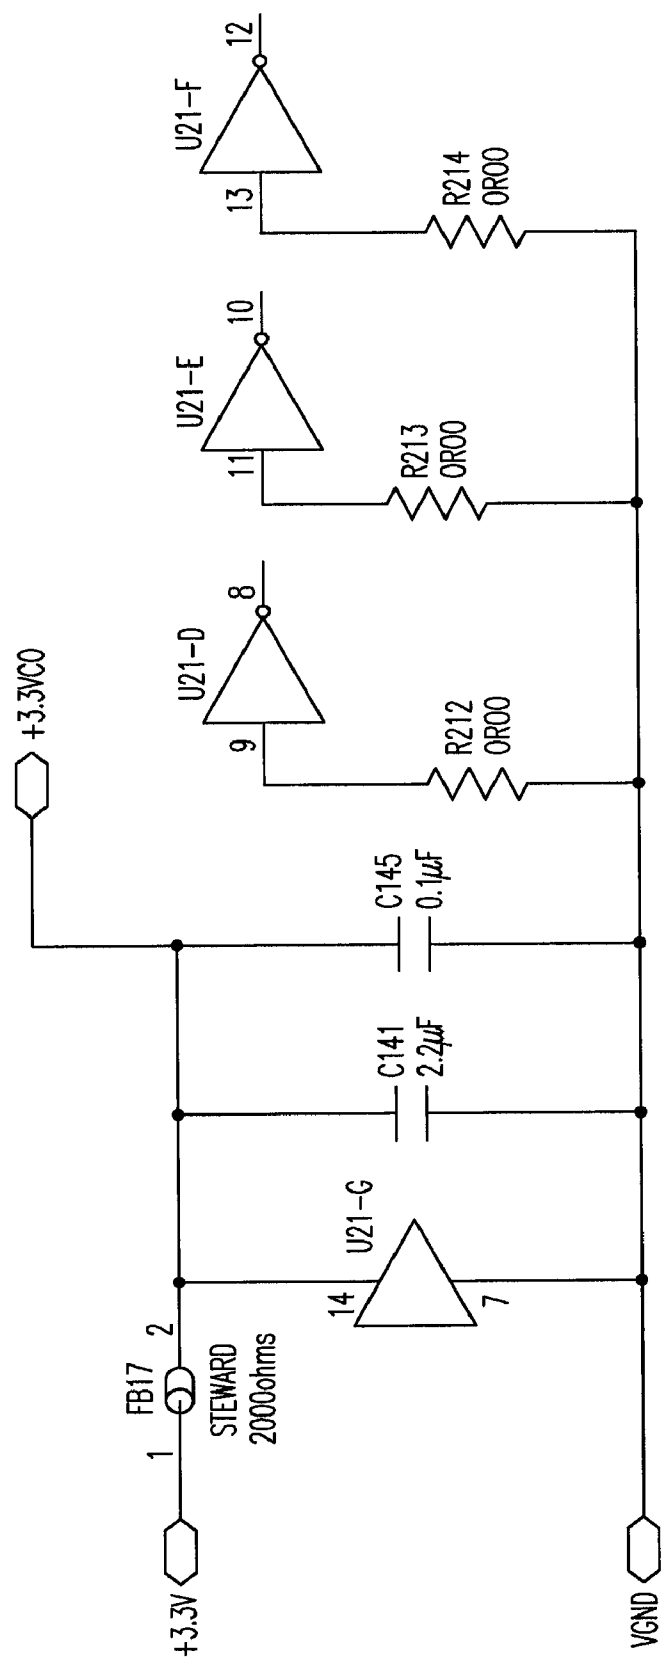 +3.3V
1
FB17
2
STEWARD
2000ohms
+3.3VCO
14
U21-G
7
C141
2.2µF
C145
0.1µF
U21-D
9
8
R212
0R00
U21-E
11
10
R213
0R00
U21-F
13
12
R214
0R00
VGND